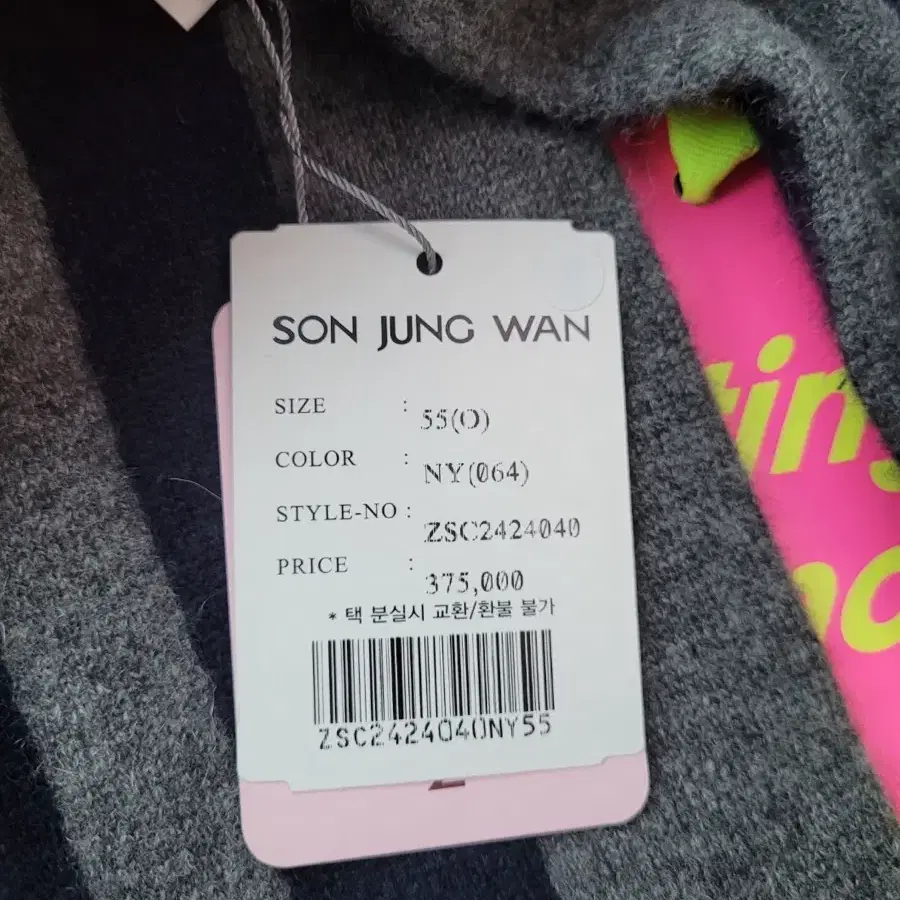 SON JUNG WAN
SIZE : 55(O)
COLOR : NY(064)
STYLE-NO : ZSC2424040
PRICE : 375,000
* 택 분실시 교환/환불 불가
ZSC2424040NY55